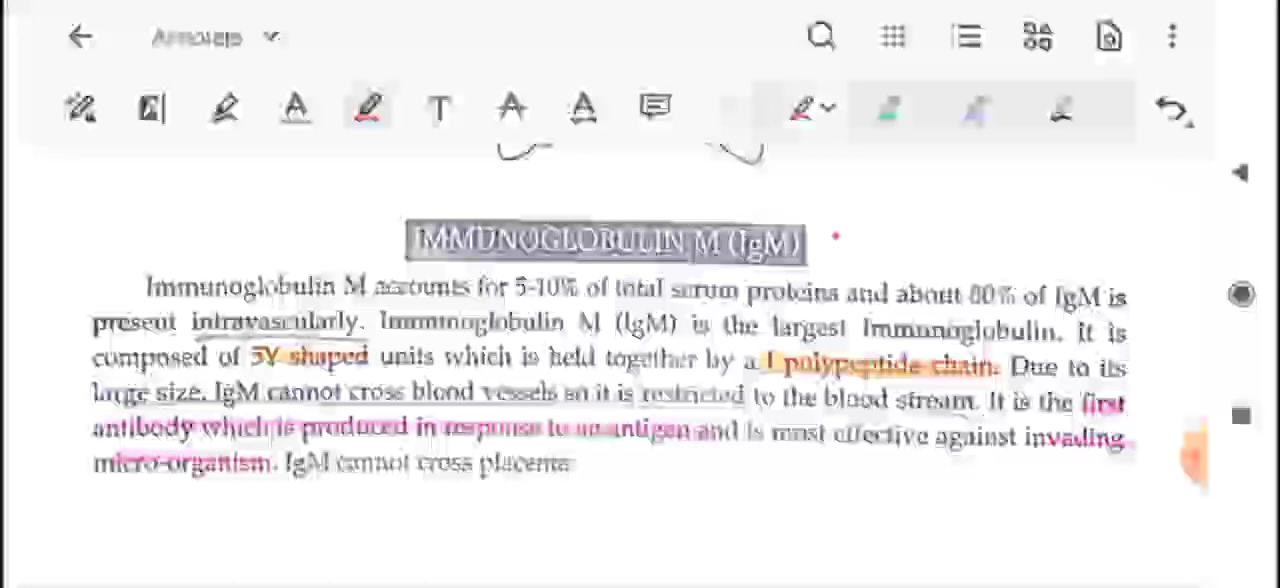 Annotate
IMMUNOGLOBULIN M (IgM)
Immunoglobulin M accounts for 5-10% of total serum proteins and about 80% of IgM is
present intravascularly. Immunoglobulin M (IgM) is the largest Immunoglobulin. It is
composed of 5Y shaped units which is held together by a J polypeptide chain. Due to its
large size, IgM cannot cross blood vessels so it is restricted to the blood stream. It is the first
antibody which is produced in response to an antigen and is most effective against invading
micro-organism. IgM cannot cross placenta